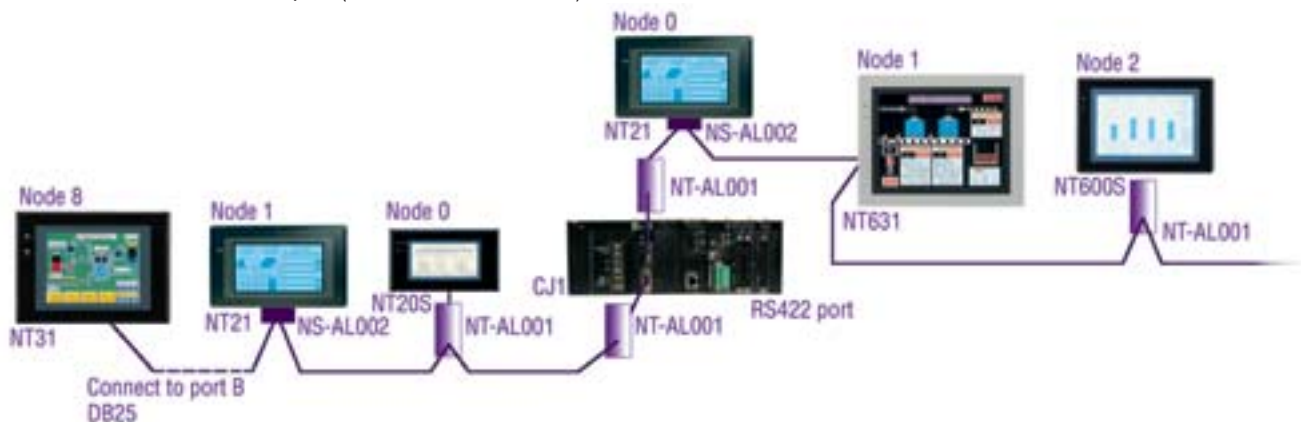 Node 0
NT21
NS-AL002
NT-AL001
Node 1
NT631
Node 2
NT600S
NT-AL001
Node 8
NT31
Connect to port B
DB25
Node 1
NT21
NS-AL002
Node 0
NT20S
NT-AL001
CJ1
NT-AL001
RS422 port